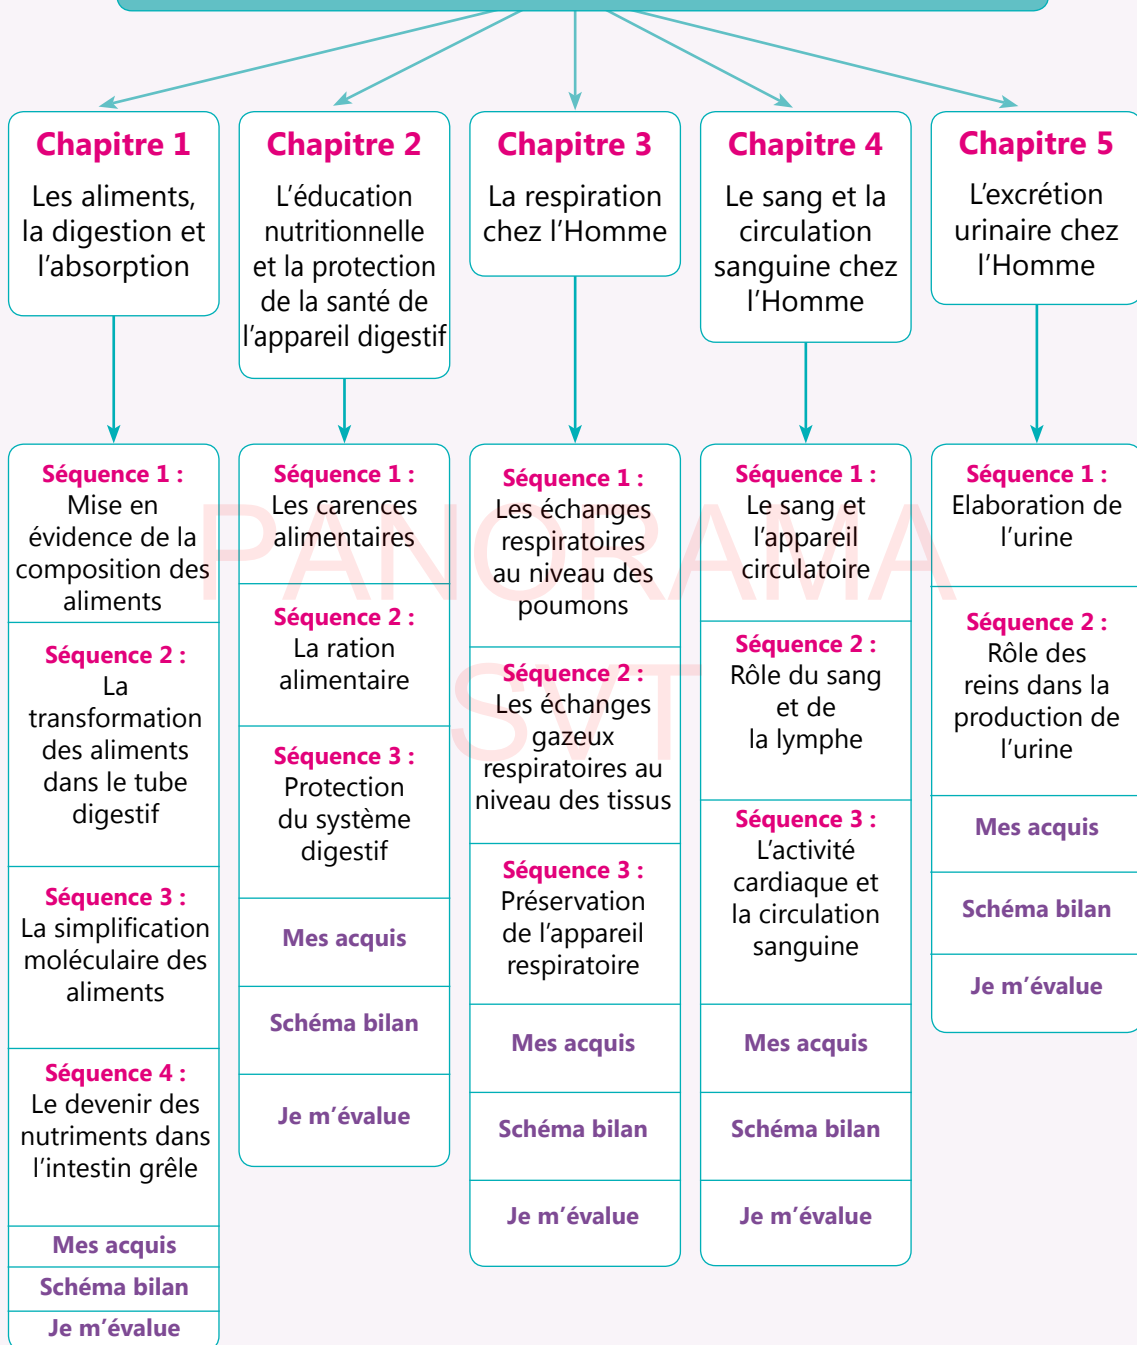 Chapitre 1
Les aliments,
la digestion et
l'absorption
Chapitre 2
L'éducation
nutritionnelle
et la protection
de la santé de
l'appareil digestif
Chapitre 3
La respiration
chez l'Homme
Chapitre 4
Le sang et la
circulation
sanguine chez
l'Homme
Chapitre 5
L'excrétion
urinaire chez
l'Homme
Séquence 1 :
Mise en
évidence de la
composition des
aliments
Séquence 2 :
La
transformation
des aliments
dans le tube
digestif
Séquence 3 :
La simplification
moléculaire des
aliments
Séquence 4 :
Le devenir des
nutriments dans
l'intestin grêle
Mes acquis
Schéma bilan
Je m'évalue
Séquence 1 :
Les carences
alimentaires
Séquence 2 :
La ration
alimentaire
Séquence 3 :
Protection
du système
digestif
Mes acquis
Schéma bilan
Je m'évalue
Séquence 1 :
Les échanges
respiratoires
au niveau des
poumons
Séquence 2 :
Les échanges
gazeux
respiratoires au
niveau des tissus
Séquence 3 :
Préservation
de l'appareil
respiratoire
Mes acquis
Schéma bilan
Je m'évalue
Séquence 1 :
Le sang et
l'appareil
circulatoire
Séquence 2 :
Rôle du sang
et de
la lymphe
Séquence 3 :
L'activité
cardiaque et
la circulation
sanguine
Mes acquis
Schéma bilan
Je m'évalue
Séquence 1 :
Elaboration de
l'urine
Séquence 2 :
Rôle des
reins dans la
production de
l'urine
Mes acquis
Schéma bilan
Je m'évalue
PANORAMA
SVT